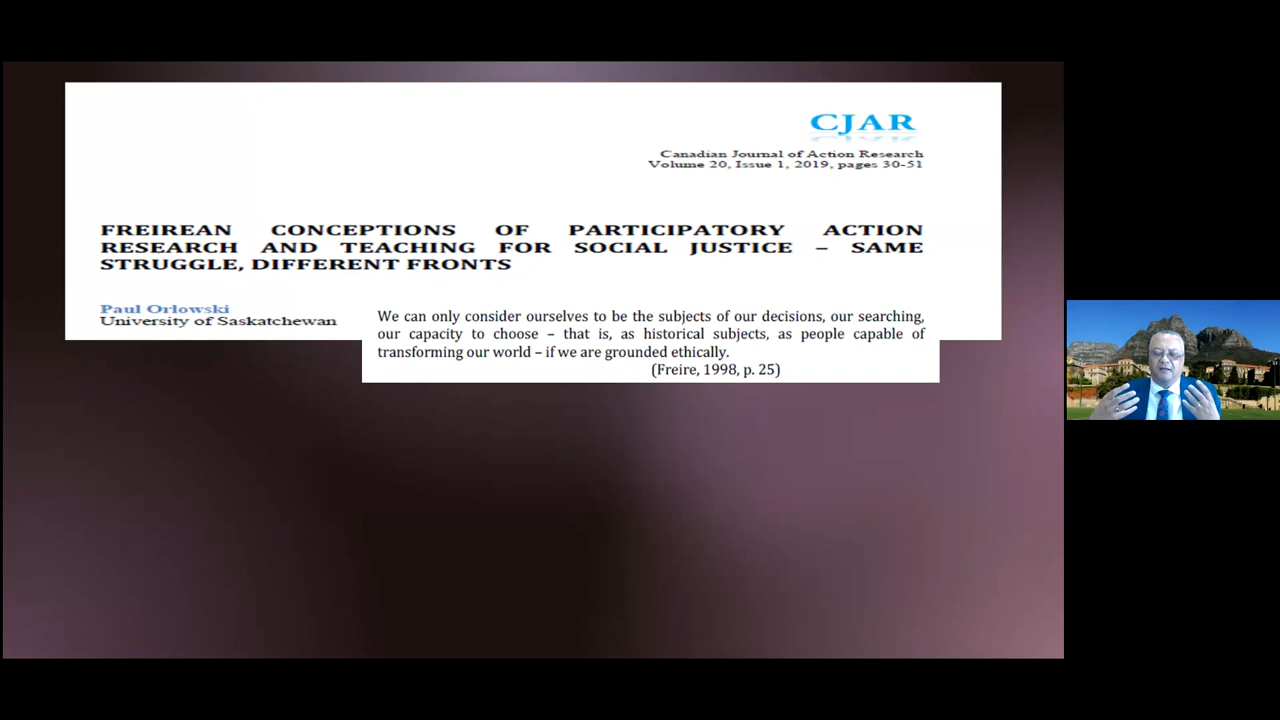 CJAR
Canadian Journal of Action Research
Volume 20, Issue 1, 2019, pages 30-51
FREIREAN CONCEPTIONS OF PARTICIPATORY ACTION
RESEARCH AND TEACHING FOR SOCIAL JUSTICE – SAME
STRUGGLE, DIFFERENT FRONTS
Paul Orlowski
University of Saskatchewan
We can only consider ourselves to be the subjects of our decisions, our searching,
our capacity to choose – that is, as historical subjects, as people capable of
transforming our world – if we are grounded ethically.
(Freire, 1998, p. 25)